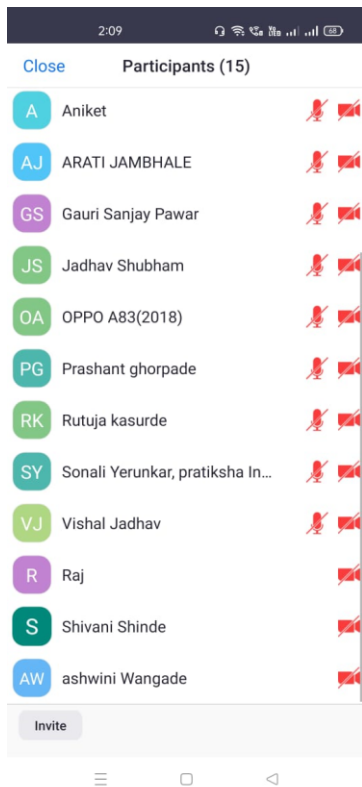 2:09 68
Close Participants (15)
A Aniket
AJ ARATI JAMBHALE
GS Gauri Sanjay Pawar
JS Jadhav Shubham
OA OPPO A83(2018)
PG Prashant ghorpade
RK Rutuja kasurde
SY Sonali Yerunkar, pratiksha In...
VJ Vishal Jadhav
R Raj
S Shivani Shinde
AW ashwini Wangade
Invite